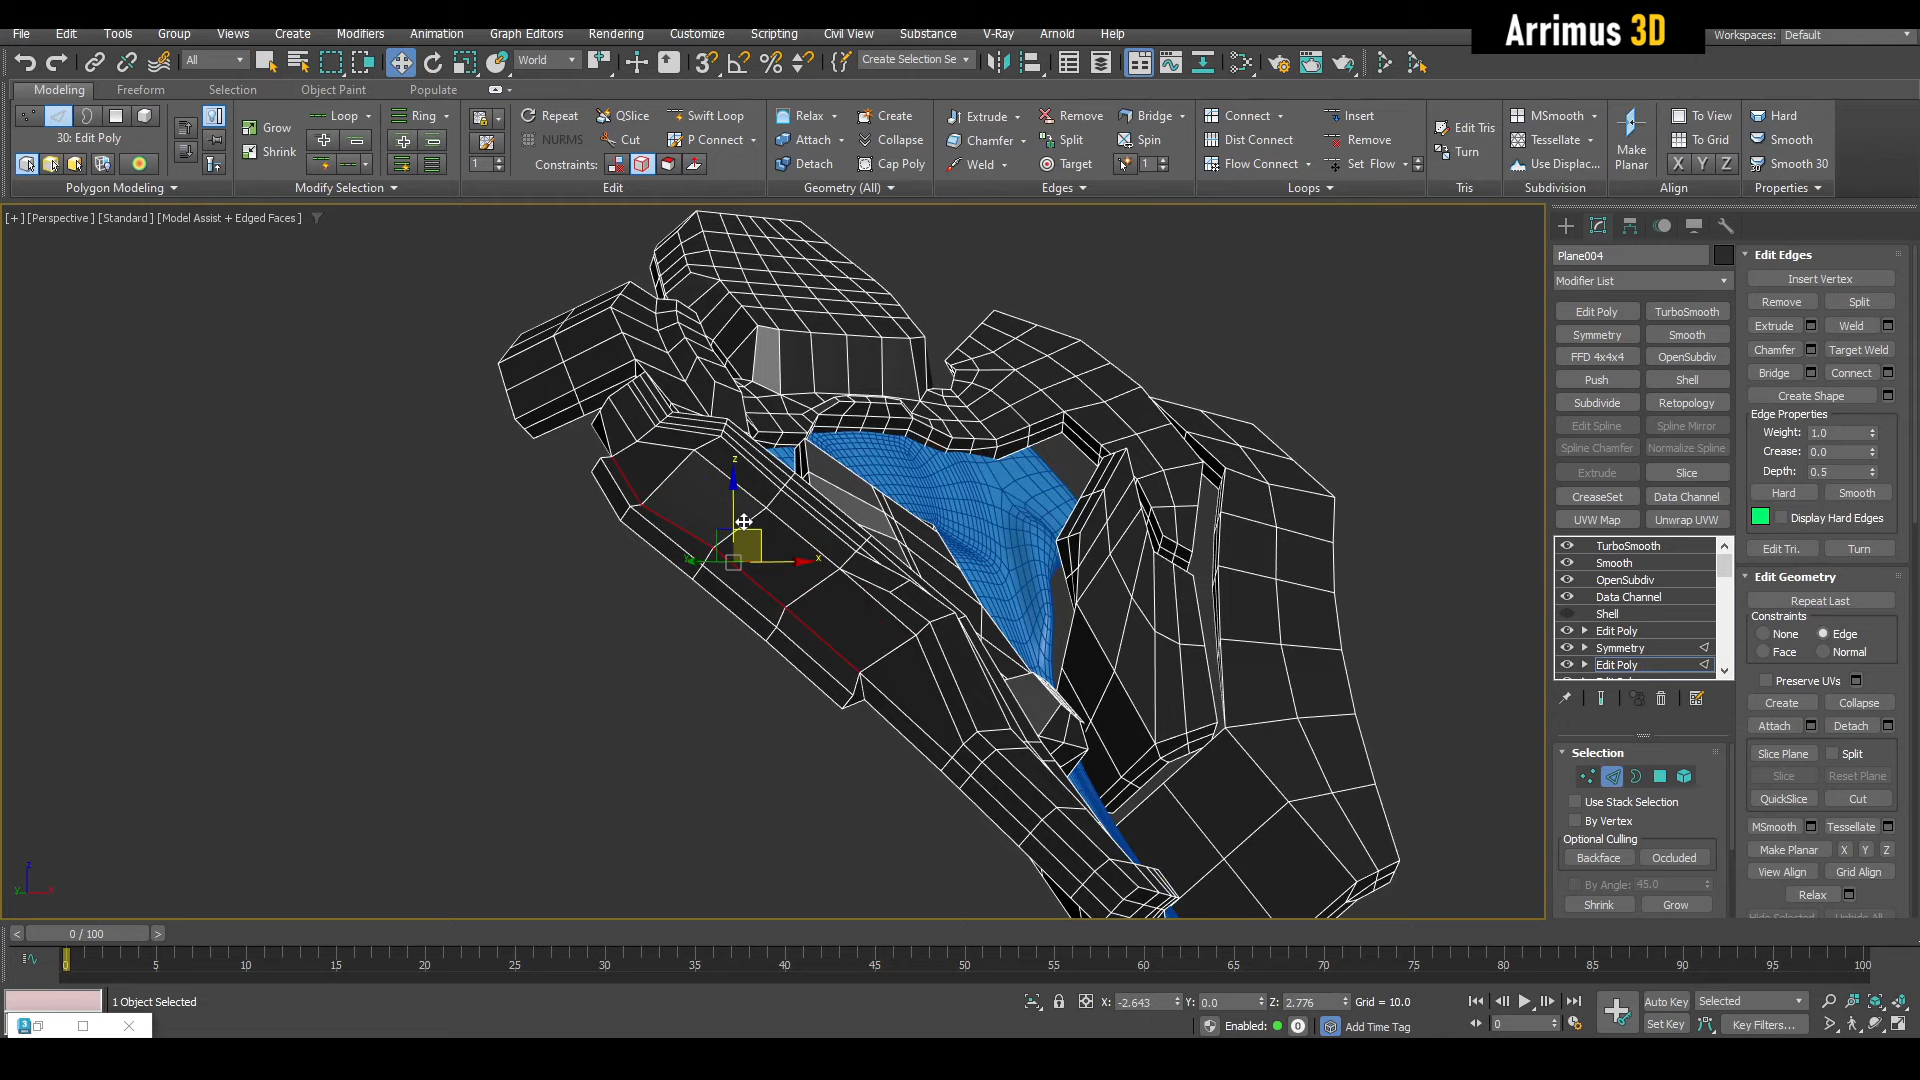 Arrimus 3D
File Edit Tools Group Views Create Modifiers Animation Graph Editors Rendering Customize Scripting Civil View Substance V-Ray Arnold Help Workspaces: Default
All World Create Selection Se
Modeling Freeform Selection Object Paint Populate
30: Edit Poly Grow Loop Ring Repeat QSlice Swift Loop Relax Create Extrude Remove Bridge Connect Insert Edit Tris MSmooth To View Hard
Shrink NURMS Cut P Connect Attach Collapse Chamfer Split Spin Dist Connect Remove Turn Tessellate Make Planar To Grid Smooth
1 Constraints: Detach Cap Poly Weld Target 1 Flow Connect Set Flow Use Displac... X Y Z Smooth 30
Polygon Modeling Modify Selection Edit Geometry (All) Edges Loops Tris Subdivision Align Properties
[+] [Perspective] [Standard] [Model Assist + Edged Faces]
Plane004
Modifier List
Edit Poly TurboSmooth
Symmetry Smooth
FFD 4x4x4 OpenSubdiv
Push Shell
Subdivide Retopology
Edit Spline Spline Mirror
Spline Chamfer Normalize Spline
Extrude Slice
CreaseSet Data Channel
UVW Map Unwrap UVW
TurboSmooth
Smooth
OpenSubdiv
Data Channel
Shell
Edit Poly
Symmetry
Edit Poly
Selection
Use Stack Selection
By Vertex
Optional Culling
Backface Occluded
By Angle: 45.0
Shrink Grow
Edit Edges
Insert Vertex
Remove Split
Extrude Weld
Chamfer Target Weld
Bridge Connect
Create Shape
Edge Properties
Weight: 1.0
Crease: 0.0
Depth: 0.5
Hard Smooth
Display Hard Edges
Edit Tri. Turn
Edit Geometry
Repeat Last
Constraints
None Edge
Face Normal
Preserve UVs
Create Collapse
Attach Detach
Slice Plane Split
Slice Reset Plane
QuickSlice Cut
MSmooth Tessellate
Make Planar X Y Z
View Align Grid Align
Relax
z
x
z
y x
< 0 / 100 >
0 5 10 15 20 25 30 35 40 45 50 55 60 65 70 75 80 85 90 95 100
1 Object Selected X: -2.643 Y: 0.0 Z: 2.776 Grid = 10.0 Auto Key Selected
3 Enabled: 0 Add Time Tag 0 Set Key Key Filters...